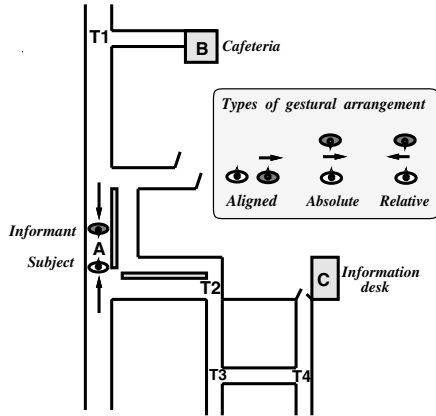 T1
B
Cafeteria
Types of gestural arrangement
Aligned
Absolute
Relative
Informant
A
Subject
C
Information
desk
T2
T3
T4